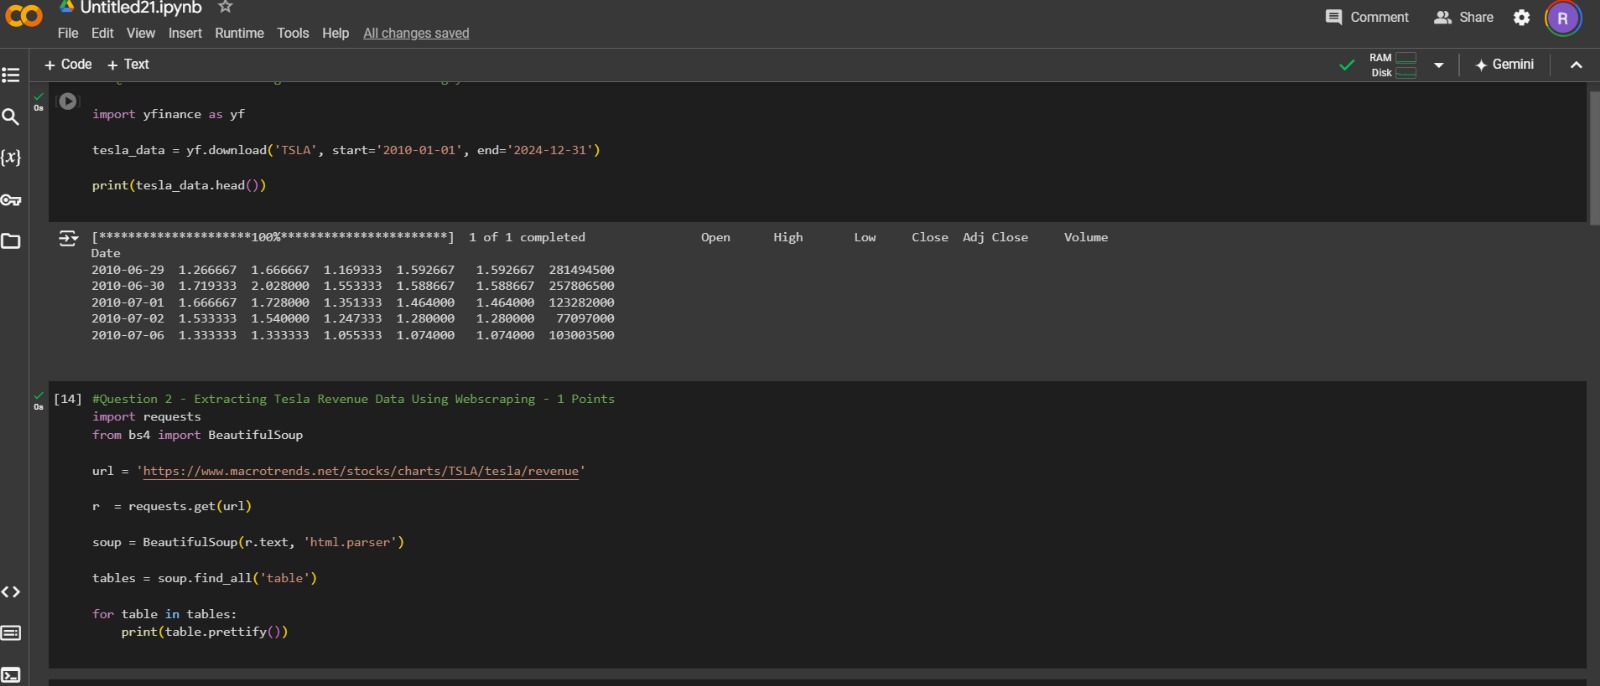 Untitled21.ipynb
File Edit View Insert Runtime Tools Help All changes saved
Comment Share R
+ Code + Text
RAM
Disk
Gemini
0s
import yfinance as yf
tesla_data = yf.download('TSLA', start='2010-01-01', end='2024-12-31')
print(tesla_data.head())
[*********************100%***********************] 1 of 1 completed Open High Low Close Adj Close Volume
Date
2010-06-29 1.266667 1.666667 1.169333 1.592667 1.592667 281494500
2010-06-30 1.719333 2.028000 1.553333 1.588667 1.588667 257806500
2010-07-01 1.666667 1.728000 1.351333 1.464000 1.464000 123282000
2010-07-02 1.533333 1.540000 1.247333 1.280000 1.280000 77097000
2010-07-06 1.333333 1.333333 1.055333 1.074000 1.074000 103003500
0s
[14] #Question 2 - Extracting Tesla Revenue Data Using Webscraping - 1 Points
import requests
from bs4 import BeautifulSoup
url = 'https://www.macrotrends.net/stocks/charts/TSLA/tesla/revenue'
r = requests.get(url)
soup = BeautifulSoup(r.text, 'html.parser')
tables = soup.find_all('table')
for table in tables:
print(table.prettify())